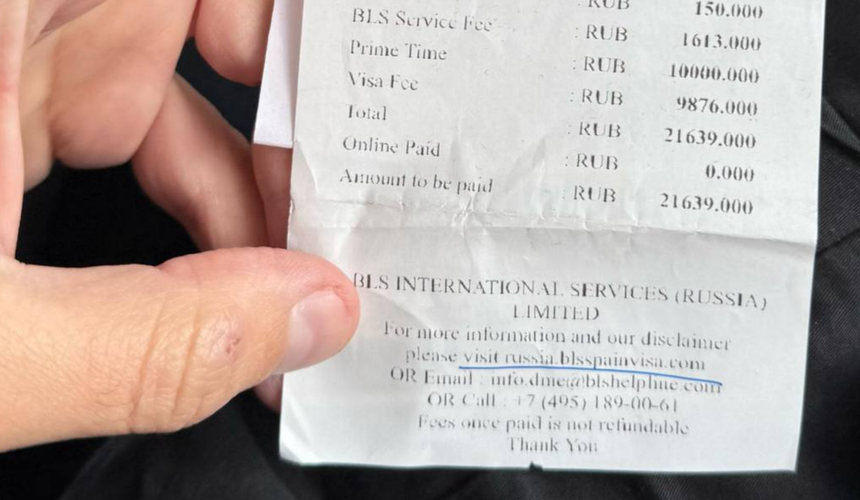 : RUB 150.000
BLS Service Fee : RUB 1613.000
Prime Time : RUB 10000.000
Visa Fee : RUB 9876.000
Total : RUB 21639.000
Online Paid : RUB 0.000
Amount to be paid : RUB 21639.000
BLS INTERNATIONAL SERVICES (RUSSIA)
LIMITED
For more information and our disclaimer
please visit russia.blsspainvisa.com
OR Email : info.dme@blshelpline.com
OR Call : +7 (495) 189-00-61
Fees once paid is not refundable
Thank You